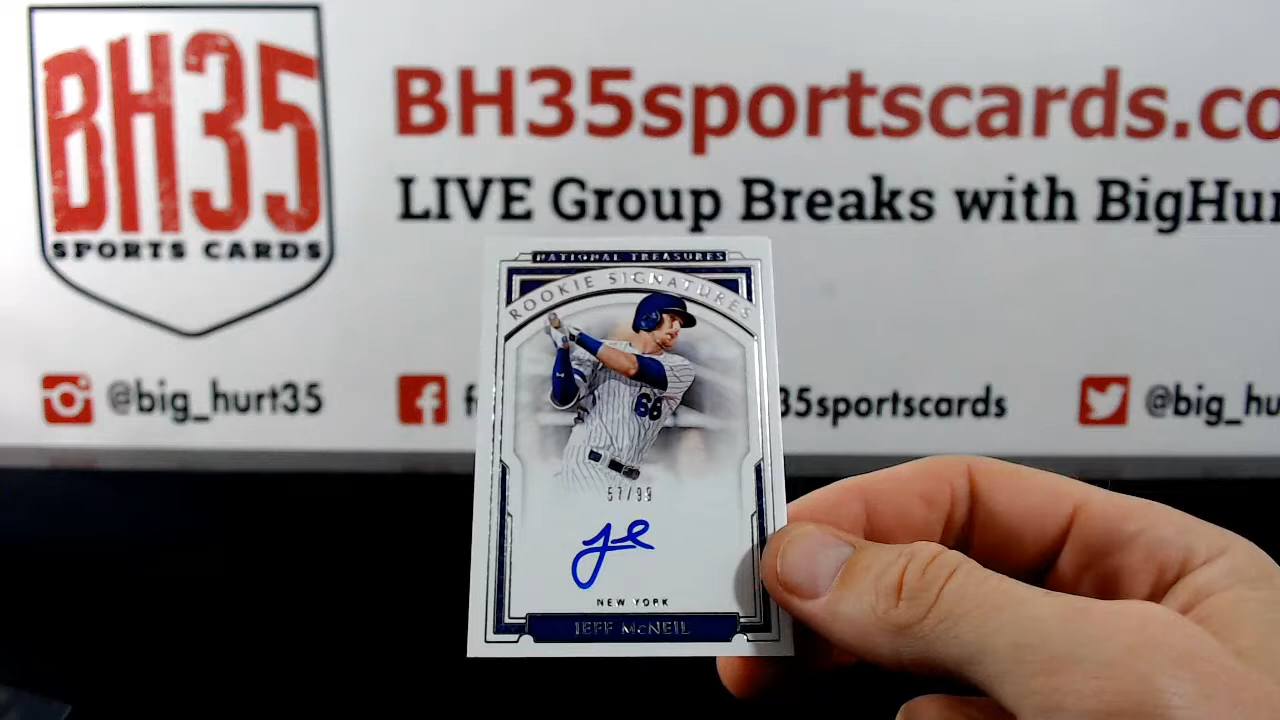 BH35
SPORTS CARDS
BH35sportscards.co
LIVE Group Breaks with BigHur
@big_hurt35
f
f
35sportscards
@big_hu
NATIONAL TREASURES
ROOKIE SIGNATURES
68
57/99
NEW YORK
JEFF McNEIL